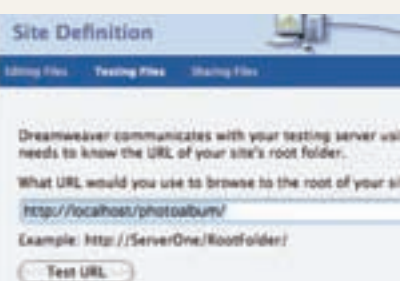 Site Definition
Editing Files Testing Files Sharing Files
Dreamweaver communicates with your testing server usi
needs to know the URL of your site's root folder.
What URL would you use to browse to the root of your si
http://localhost/photoalbum/
Example: http://ServerOne/RootFolder/
Test URL